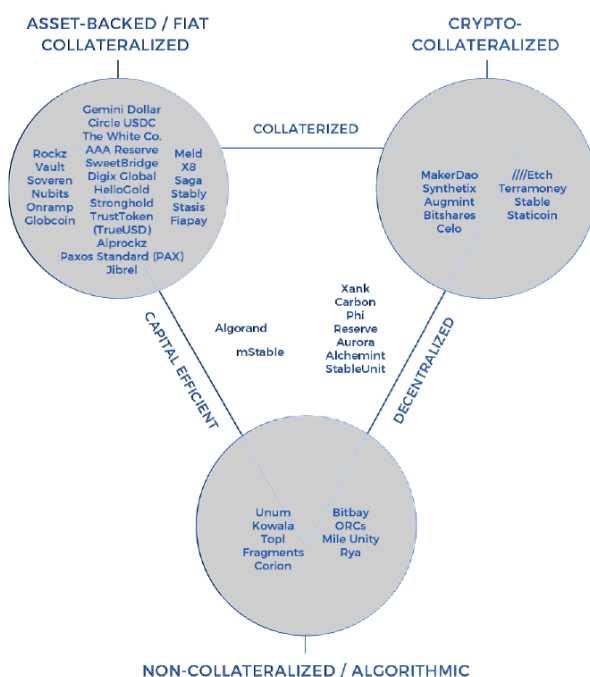 ASSET-BACKED / FIAT
COLLATERALIZED
CRYPTO-
COLLATERALIZED
Gemini Dollar
Circle USDC
The White Co.
AAA Reserve
SweetBridge
Digix Global
HelloGold
Stronghold
TrustToken
(TrueUSD)
Alprockz
Paxos Standard (PAX)
Jibrel
Rockz
Vault
Soveren
Nubits
Onramp
Globcoin
Meld
X8
Saga
Stably
Stasis
Fiapay
COLLATERIZED
MakerDao
Synthetix
Augmint
Bitshares
Celo
////Etch
Terramoney
Stable
Staticoin
CAPITAL EFFICIENT
Algorand
mStable
Xank
Carbon
Phi
Reserve
Aurora
Alchemint
StableUnit
DECENTRALIZED
Unum
Kowala
Topl
Fragments
Corion
Bitbay
ORCs
Mile Unity
Rya
NON-COLLATERALIZED / ALGORITHMIC